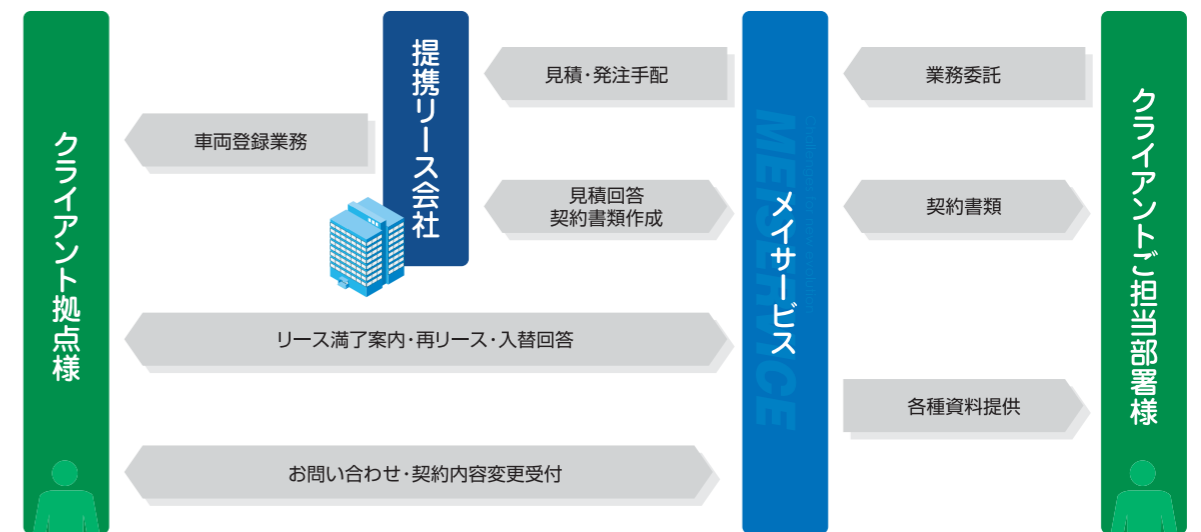 クライアント拠点様
提携リース会社
メイサービス
MEISERVICE
クライアントご担当部署様
見積・発注手配
業務委託
車両登録業務
見積回答
契約書類作成
契約書類
リース満了案内・再リース・入替回答
各種資料提供
お問い合わせ・契約内容変更受付